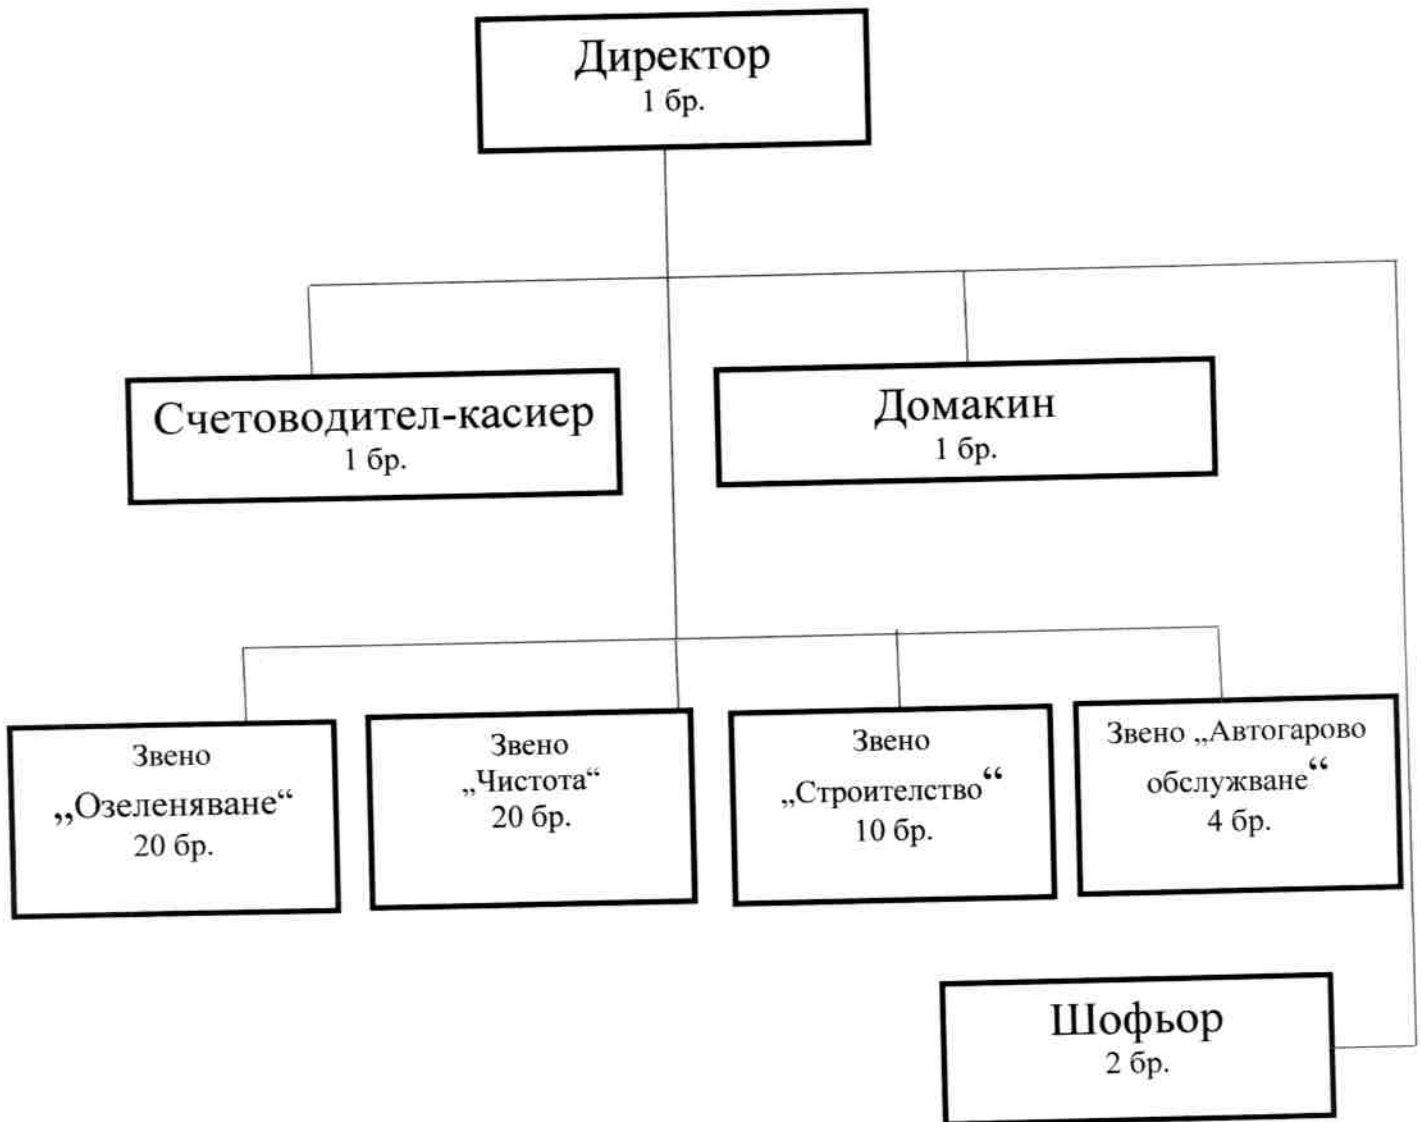 Директор
1 бр.
Счетоводител-касиер
1 бр.
Домакин
1 бр.
Звено
„Озеленяване“
20 бр.
Звено
„Чистота“
20 бр.
Звено
„Строителство“
10 бр.
Звено „Автогарово
обслужване“
4 бр.
Шофьор
2 бр.